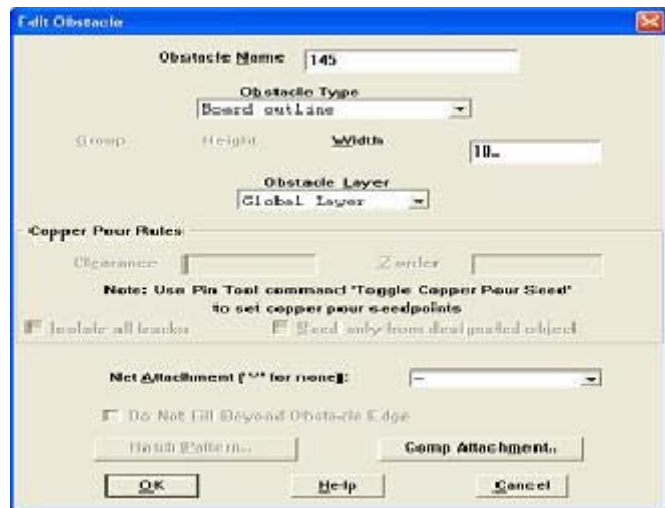 Edit Obstacle
Obstacle Name 145
Obstacle Type
Board outline
Group Height Width 10
Obstacle Layer
Global Layer
Copper Pour Rules
Clearance Z order
Note: Use Pin Tool command 'Toggle Copper Pour Seed'
to set copper pour seedpoints
Isolate all tracks Seed only from designated object
Net Attachment ("-" for none): -
Do Not Fill Beyond Obstacle Edge
Hatch Pattern... Comp Attachment..
OK Help Cancel